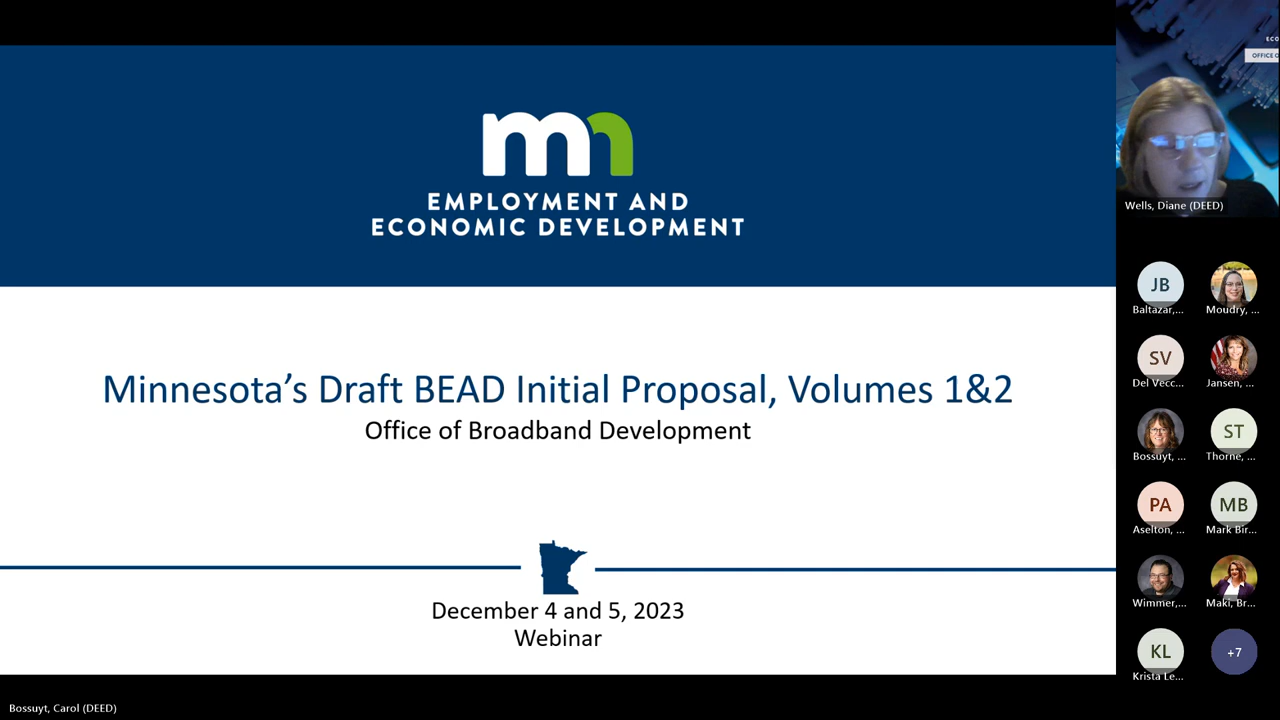 mn
EMPLOYMENT AND
ECONOMIC DEVELOPMENT
Minnesota's Draft BEAD Initial Proposal, Volumes 1&2
Office of Broadband Development
December 4 and 5, 2023
Webinar
ECO
OFFICE O
Wells, Diane (DEED)
JB
Baltazar,...
Moudry, ...
SV
Del Vecc...
Jansen, ...
Bossuyt, ...
ST
Thorne, ...
PA
Aselton, ...
MB
Mark Bir...
Wimmer,...
Maki, Br...
KL
Krista Le...
+7
Bossuyt, Carol (DEED)